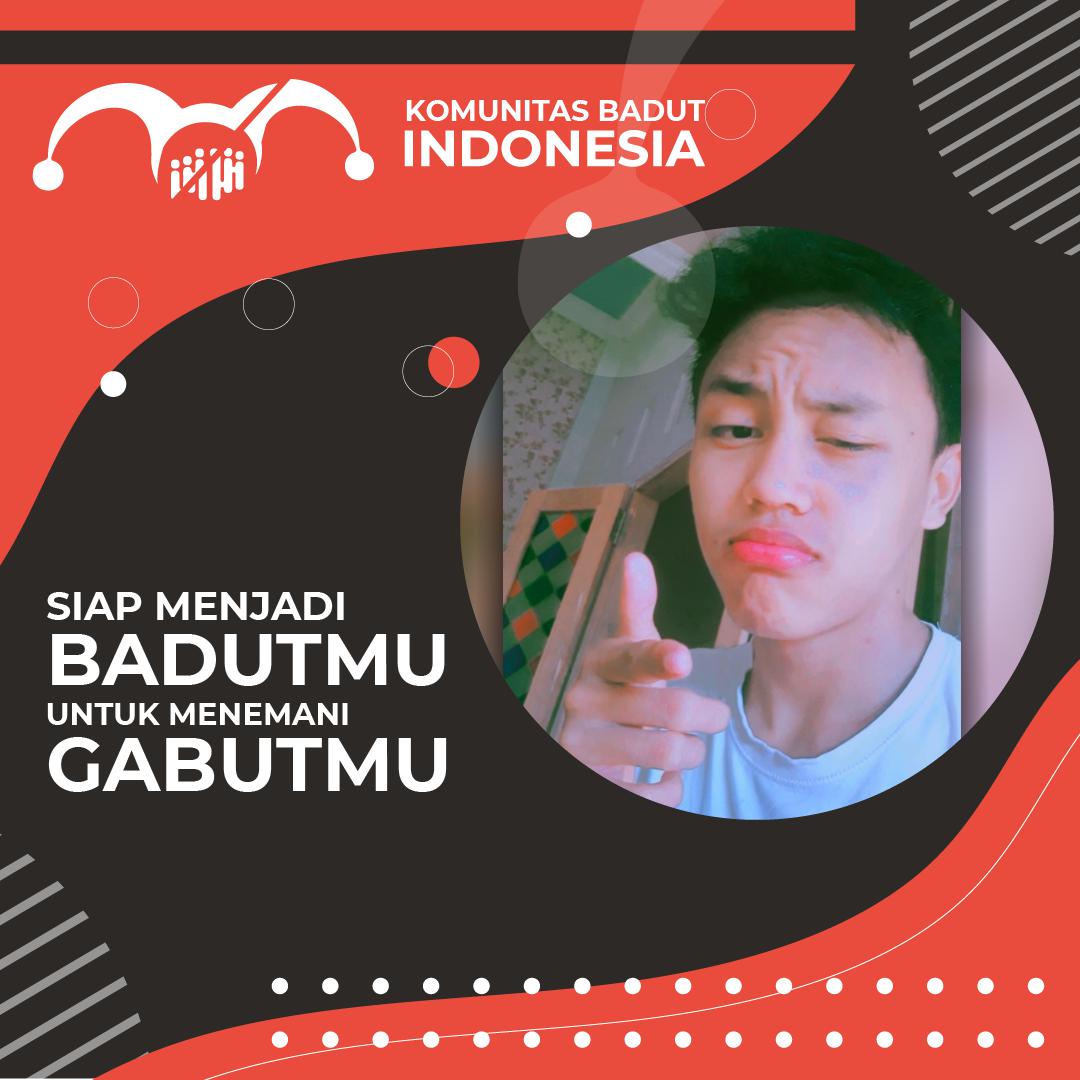 KOMUNITAS BADUT
INDONESIA
SIAP MENJADI
BADUTMU
UNTUK MENEMANI
GABUTMU